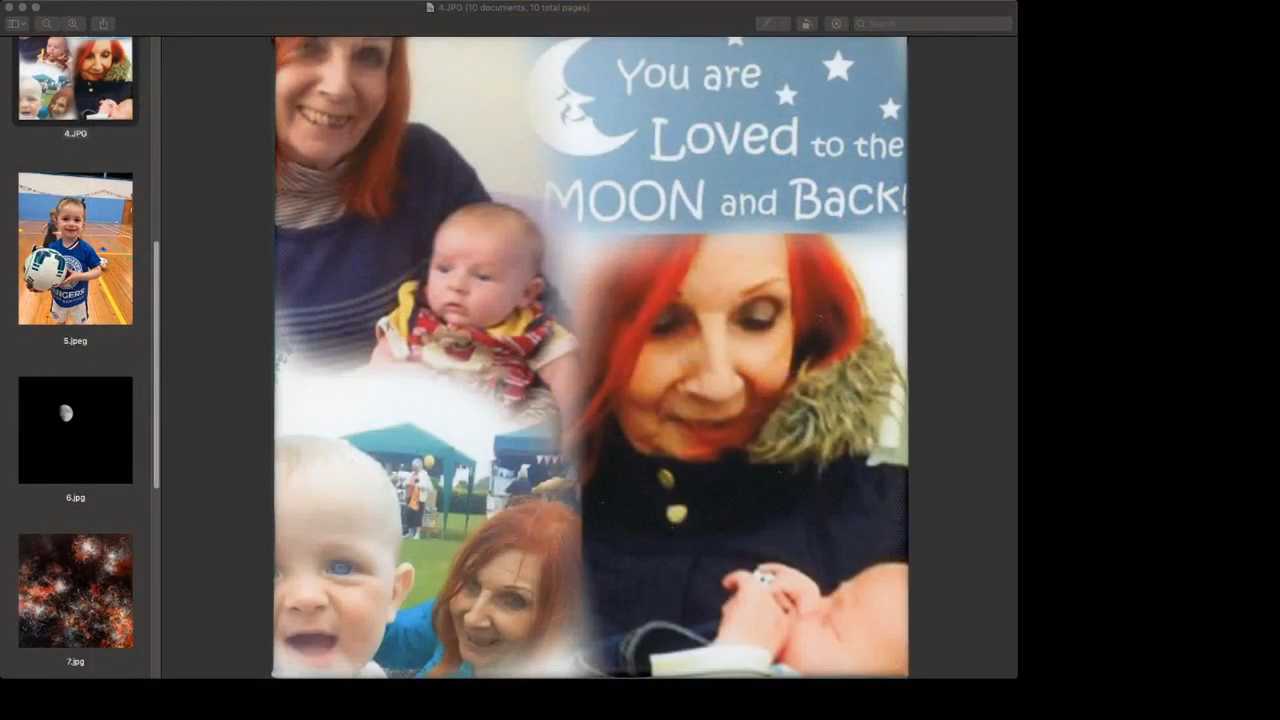 4.JPG (10 documents, 10 total pages)
Search
4.JPG
5.jpeg
6.jpg
7.jpg
You are
Loved to the
MOON and Back!